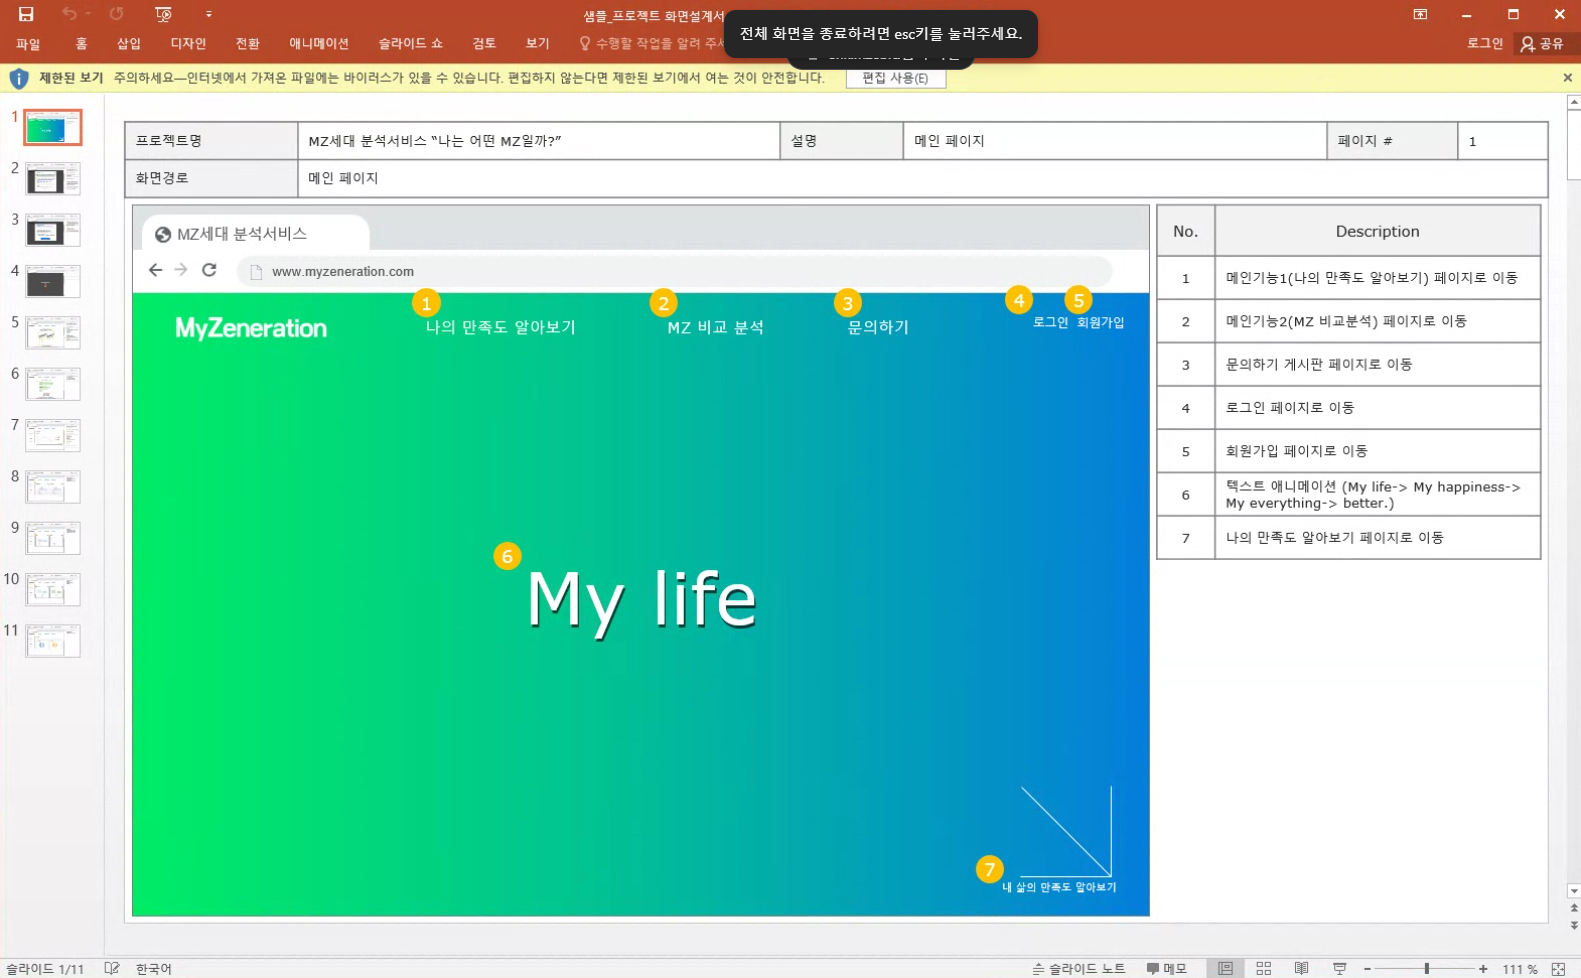 샘플_프로젝트 화면설계서
전체 화면을 종료하려면 esc키를 눌러주세요.
파일 홈 삽입 디자인 전환 애니메이션 슬라이드 쇼 검토 보기 수행할 작업을 알려 주세 로그인 공유
제한된 보기 주의하세요—인터넷에서 가져온 파일에는 바이러스가 있을 수 있습니다. 편집하지 않는다면 제한된 보기에서 여는 것이 안전합니다. 편집 사용(E)
프로젝트명 MZ세대 분석서비스 “나는 어떤 MZ일까?” 설명 메인 페이지 페이지 # 1
화면경로 메인 페이지
MZ세대 분석서비스
www.myzeneration.com
1 2 3 4 5
MyZeneration 나의 만족도 알아보기 MZ 비교 분석 문의하기 로그인 회원가입
6
My life
7
내 삶의 만족도 알아보기
No. Description
1 메인기능1(나의 만족도 알아보기) 페이지로 이동
2 메인기능2(MZ 비교분석) 페이지로 이동
3 문의하기 게시판 페이지로 이동
4 로그인 페이지로 이동
5 회원가입 페이지로 이동
6 텍스트 애니메이션 (My life-> My happiness->
My everything-> better.)
7 나의 만족도 알아보기 페이지로 이동
1
2
3
4
5
6
7
8
9
10
11
슬라이드 1/11 한국어 슬라이드 노트 메모 111 %